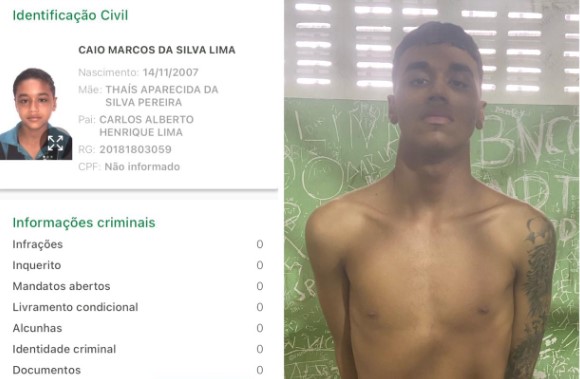 Identificação Civil
CAIO MARCOS DA SILVA LIMA
Nascimento: 14/11/2007
Mãe: THAÍS APARECIDA DA
SILVA PEREIRA
Pai: CARLOS ALBERTO
HENRIQUE LIMA
RG: 20181803059
CPF: Não informado
Informações criminais
Infrações 0
Inquerito 0
Mandatos abertos 0
Livramento condicional 0
Alcunhas 0
Identidade criminal 0
Documentos 0